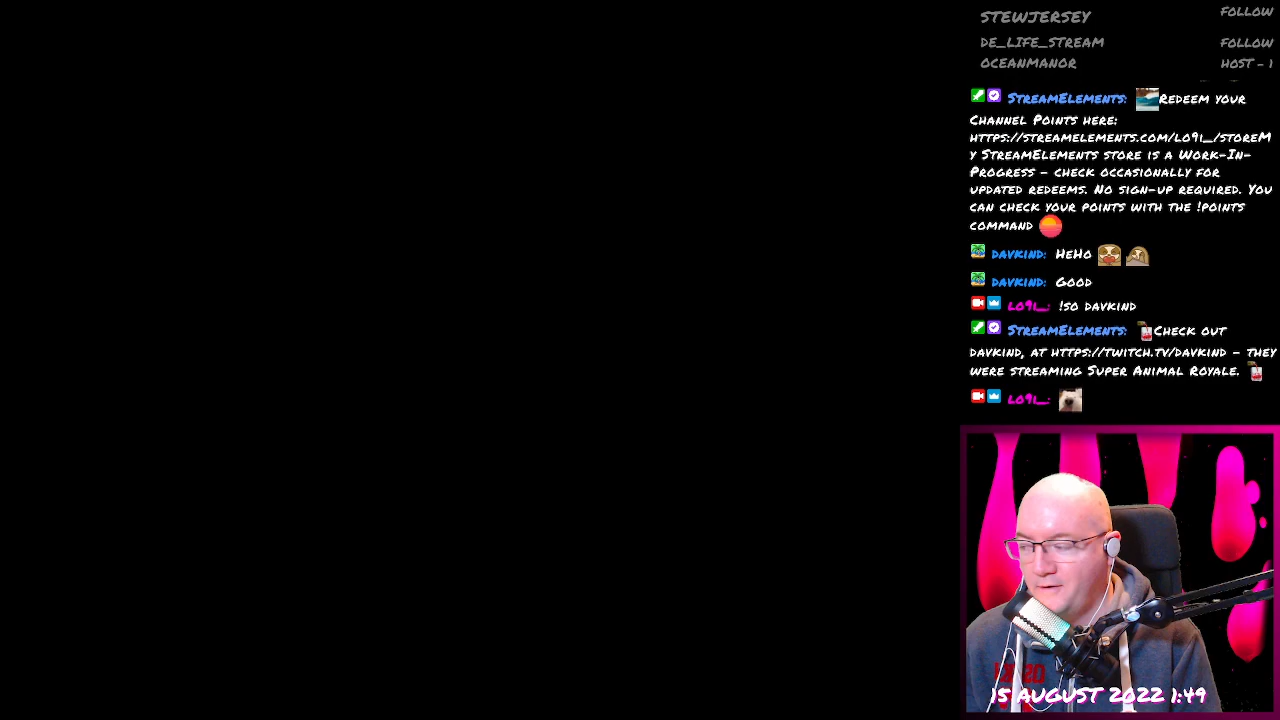 STEWJERSEY FOLLOW
DE_LIFE_STREAM FOLLOW
OCEANMANOR HOST - 1
STREAMELEMENTS: REDEEM YOUR
CHANNEL POINTS HERE:
HTTPS://STREAMELEMENTS.COM/LO9I_/STOREM
Y STREAMELEMENTS STORE IS A WORK-IN-
PROGRESS - CHECK OCCASIONALLY FOR
UPDATED REDEEMS. NO SIGN-UP REQUIRED. YOU
CAN CHECK YOUR POINTS WITH THE !POINTS
COMMAND
DAVKIND: HEHO
DAVKIND: GOOD
LO9I_: !SO DAVKIND
STREAMELEMENTS: CHECK OUT
DAVKIND, AT HTTPS://TWITCH.TV/DAVKIND - THEY
WERE STREAMING SUPER ANIMAL ROYALE.
LO9I_:
15 AUGUST 2022 1:49